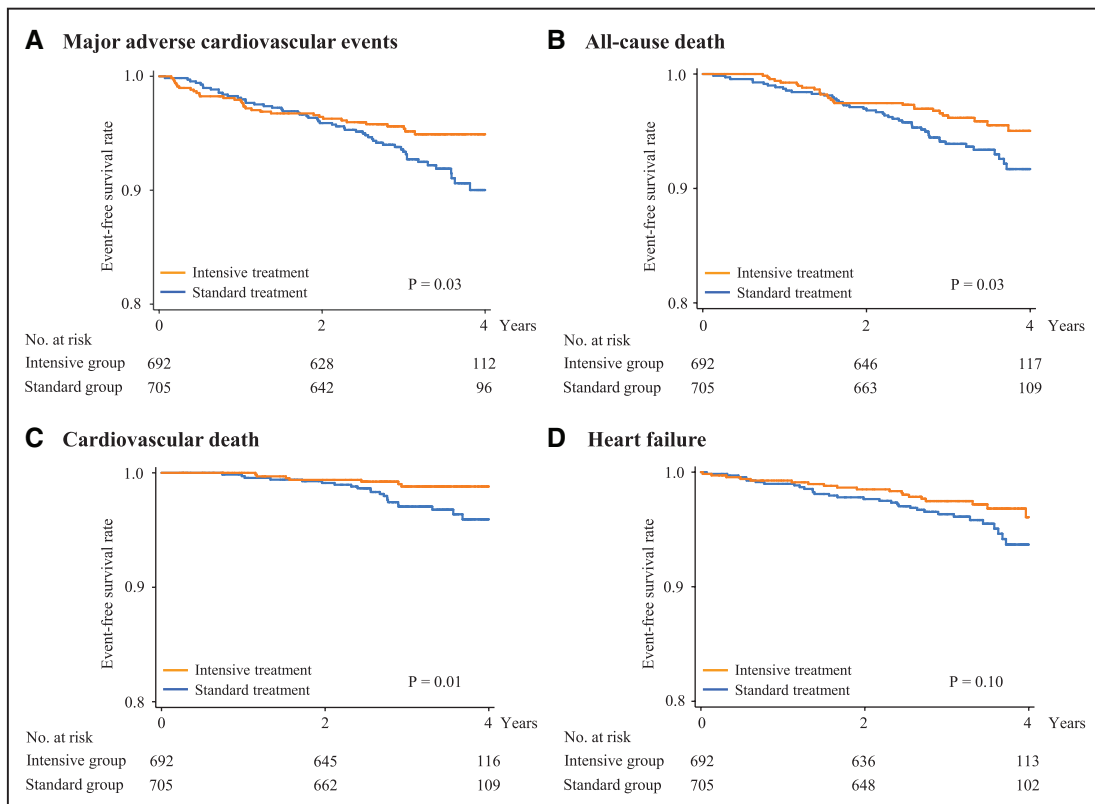 A Major adverse cardiovascular events
1.0
0.9
0.8
Event-free survival rate
Intensive treatment
Standard treatment
P = 0.03
0 2 4 Years
No. at risk
Intensive group 692 628 112
Standard group 705 642 96
B All-cause death
1.0
0.9
0.8
Event-free survival rate
Intensive treatment
Standard treatment
P = 0.03
0 2 4 Years
No. at risk
Intensive group 692 646 117
Standard group 705 663 109
C Cardiovascular death
1.0
0.9
0.8
Event-free survival rate
Intensive treatment
Standard treatment
P = 0.01
0 2 4 Years
No. at risk
Intensive group 692 645 116
Standard group 705 662 109
D Heart failure
1.0
0.9
0.8
Event-free survival rate
Intensive treatment
Standard treatment
P = 0.10
0 2 4 Years
No. at risk
Intensive group 692 636 113
Standard group 705 648 102